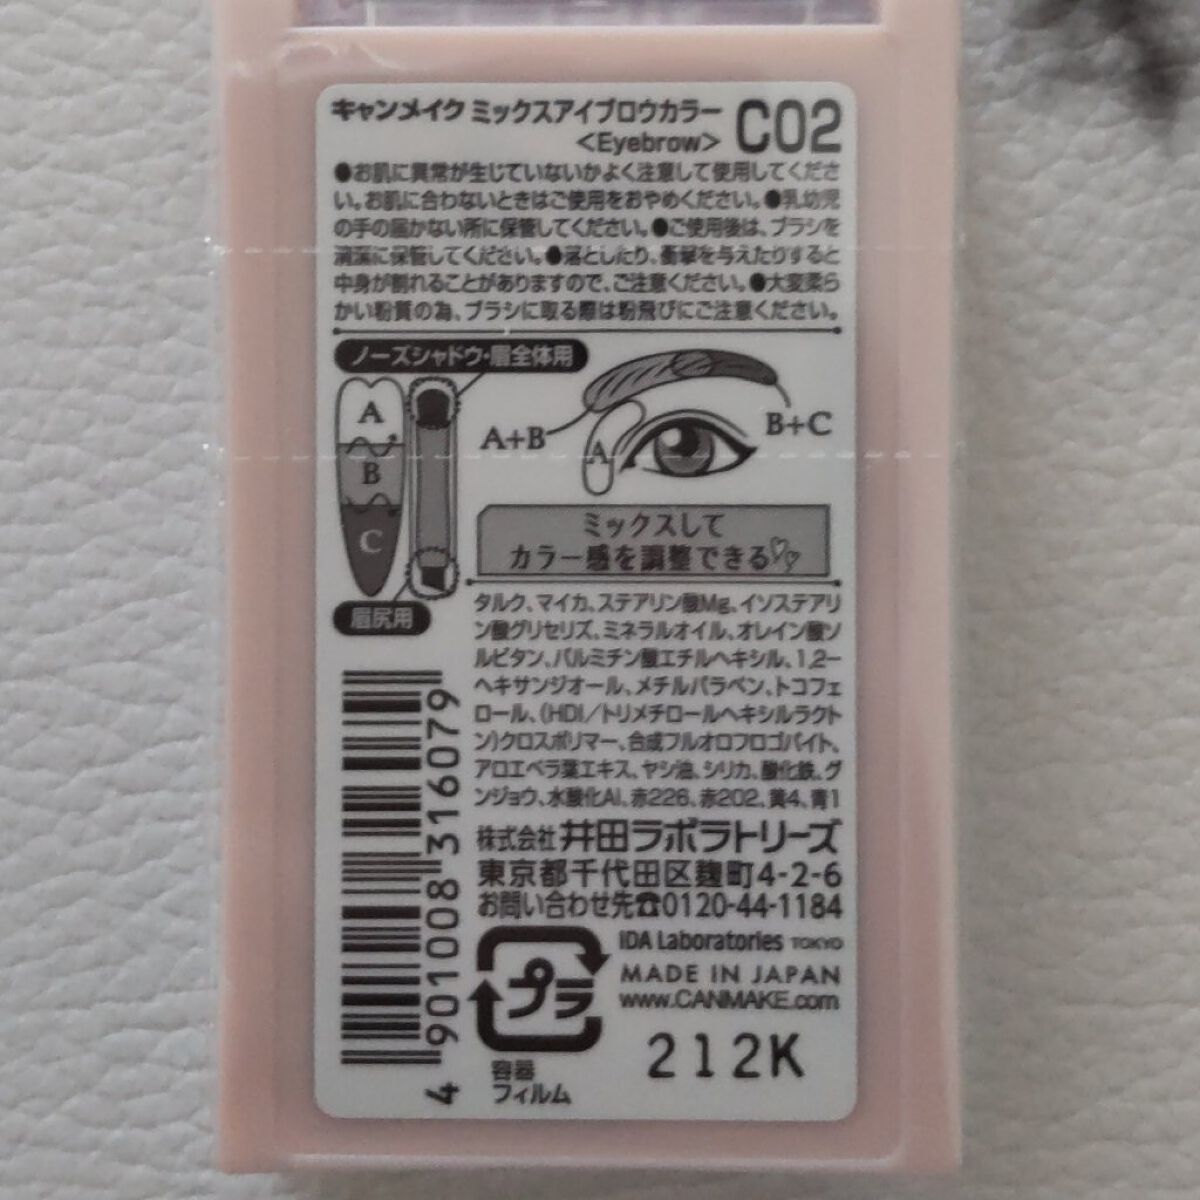 キャンメイク ミックスアイブロウカラー
<Eyebrow> C02
●お肌に異常が生じていないかよく注意して使用してくださ
い。お肌に合わないときはご使用をおやめください。●乳幼児
の手の届かない所に保管してください。●ご使用後は、ブラシを
清潔に保管してください。●落としたり、衝撃を与えたりすると
中身が割れることがありますので、ご注意ください。●大変柔ら
かい粉質の為、ブラシに取る際は粉飛びにご注意ください。
ノーズシャドウ・眉全体用
A
B
C
眉尻用
A+B
A
B+C
ミックスして
カラー感を調整できる♡♡
タルク、マイカ、ステアリン酸Mg、イソステアリ
ン酸グリセリズ、ミネラルオイル、オレイン酸ソ
ルビタン、パルミチン酸エチルヘキシル、1,2-
ヘキサンジオール、メチルパラベン、トコフェ
ロール、(HDI/トリメチロールヘキシルラクト
ン)クロスポリマー、合成フルオロフロゴパイト、
アロエベラ葉エキス、ヤシ油、シリカ、酸化鉄、グ
ンジョウ、水酸化Al、赤226、赤202、黄4、青1
株式会社 井田ラボラトリーズ
東京都千代田区麹町4-2-6
お問い合わせ先☎0120-44-1184
IDA Laboratories TOKYO
MADE IN JAPAN
www.CANMAKE.com
212K
プラ
容器
フィルム
4 901008 316079